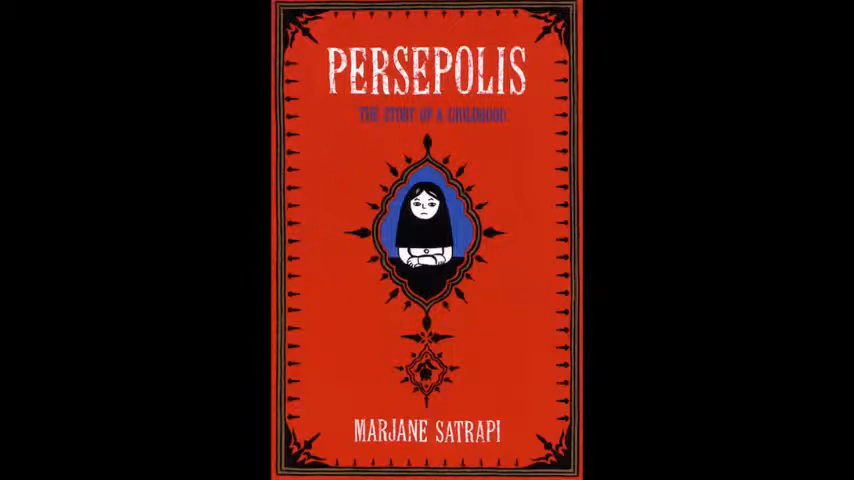 PERSEPOLIS
THE STORY OF A CHILDHOOD
MARJANE SATRAPI